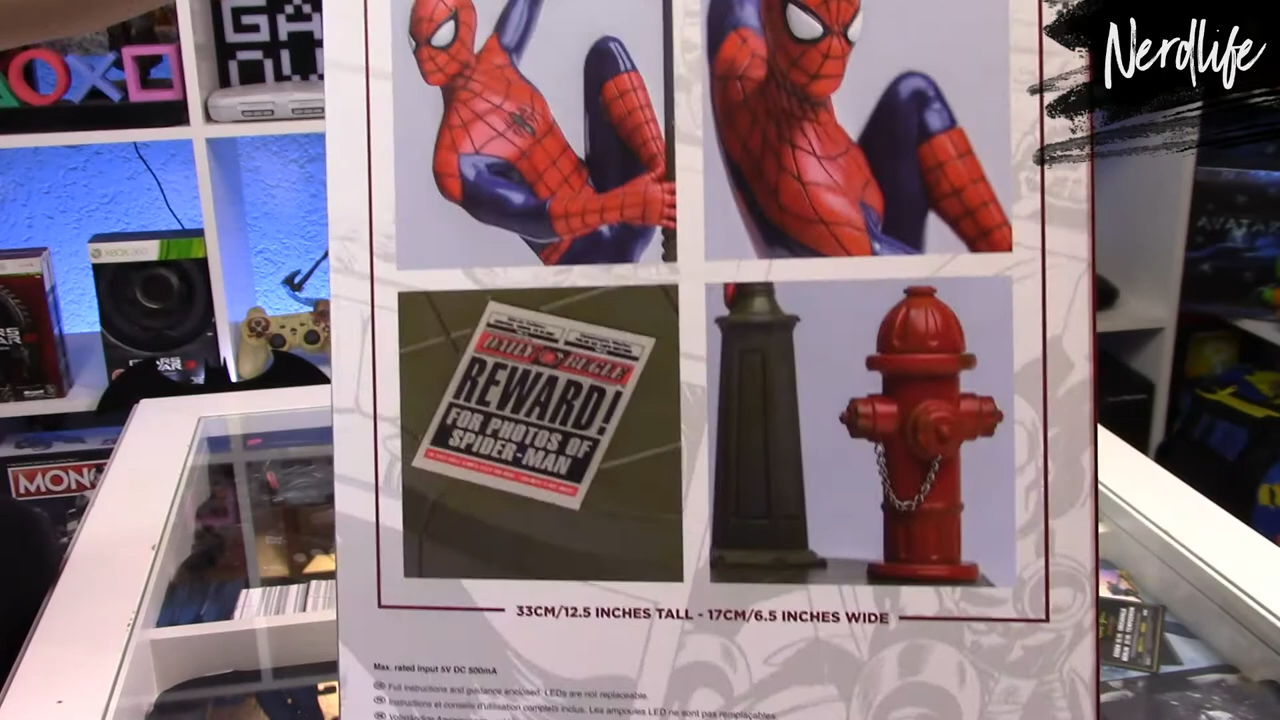 Nerdlife
GA
OU
XBOX 360
AVATAR
DAILY BUGLE
REWARD!
FOR PHOTOS OF
SPIDER-MAN
MONO
33CM/12.5 INCHES TALL - 17CM/6.5 INCHES WIDE
Max. rated input 5V DC 500mA
Full instructions and guidance enclosed. LEDs are not replaceable.
Instructions et conseils d'utilisation complets inclus. Les ampoules LED ne sont pas remplaçables.